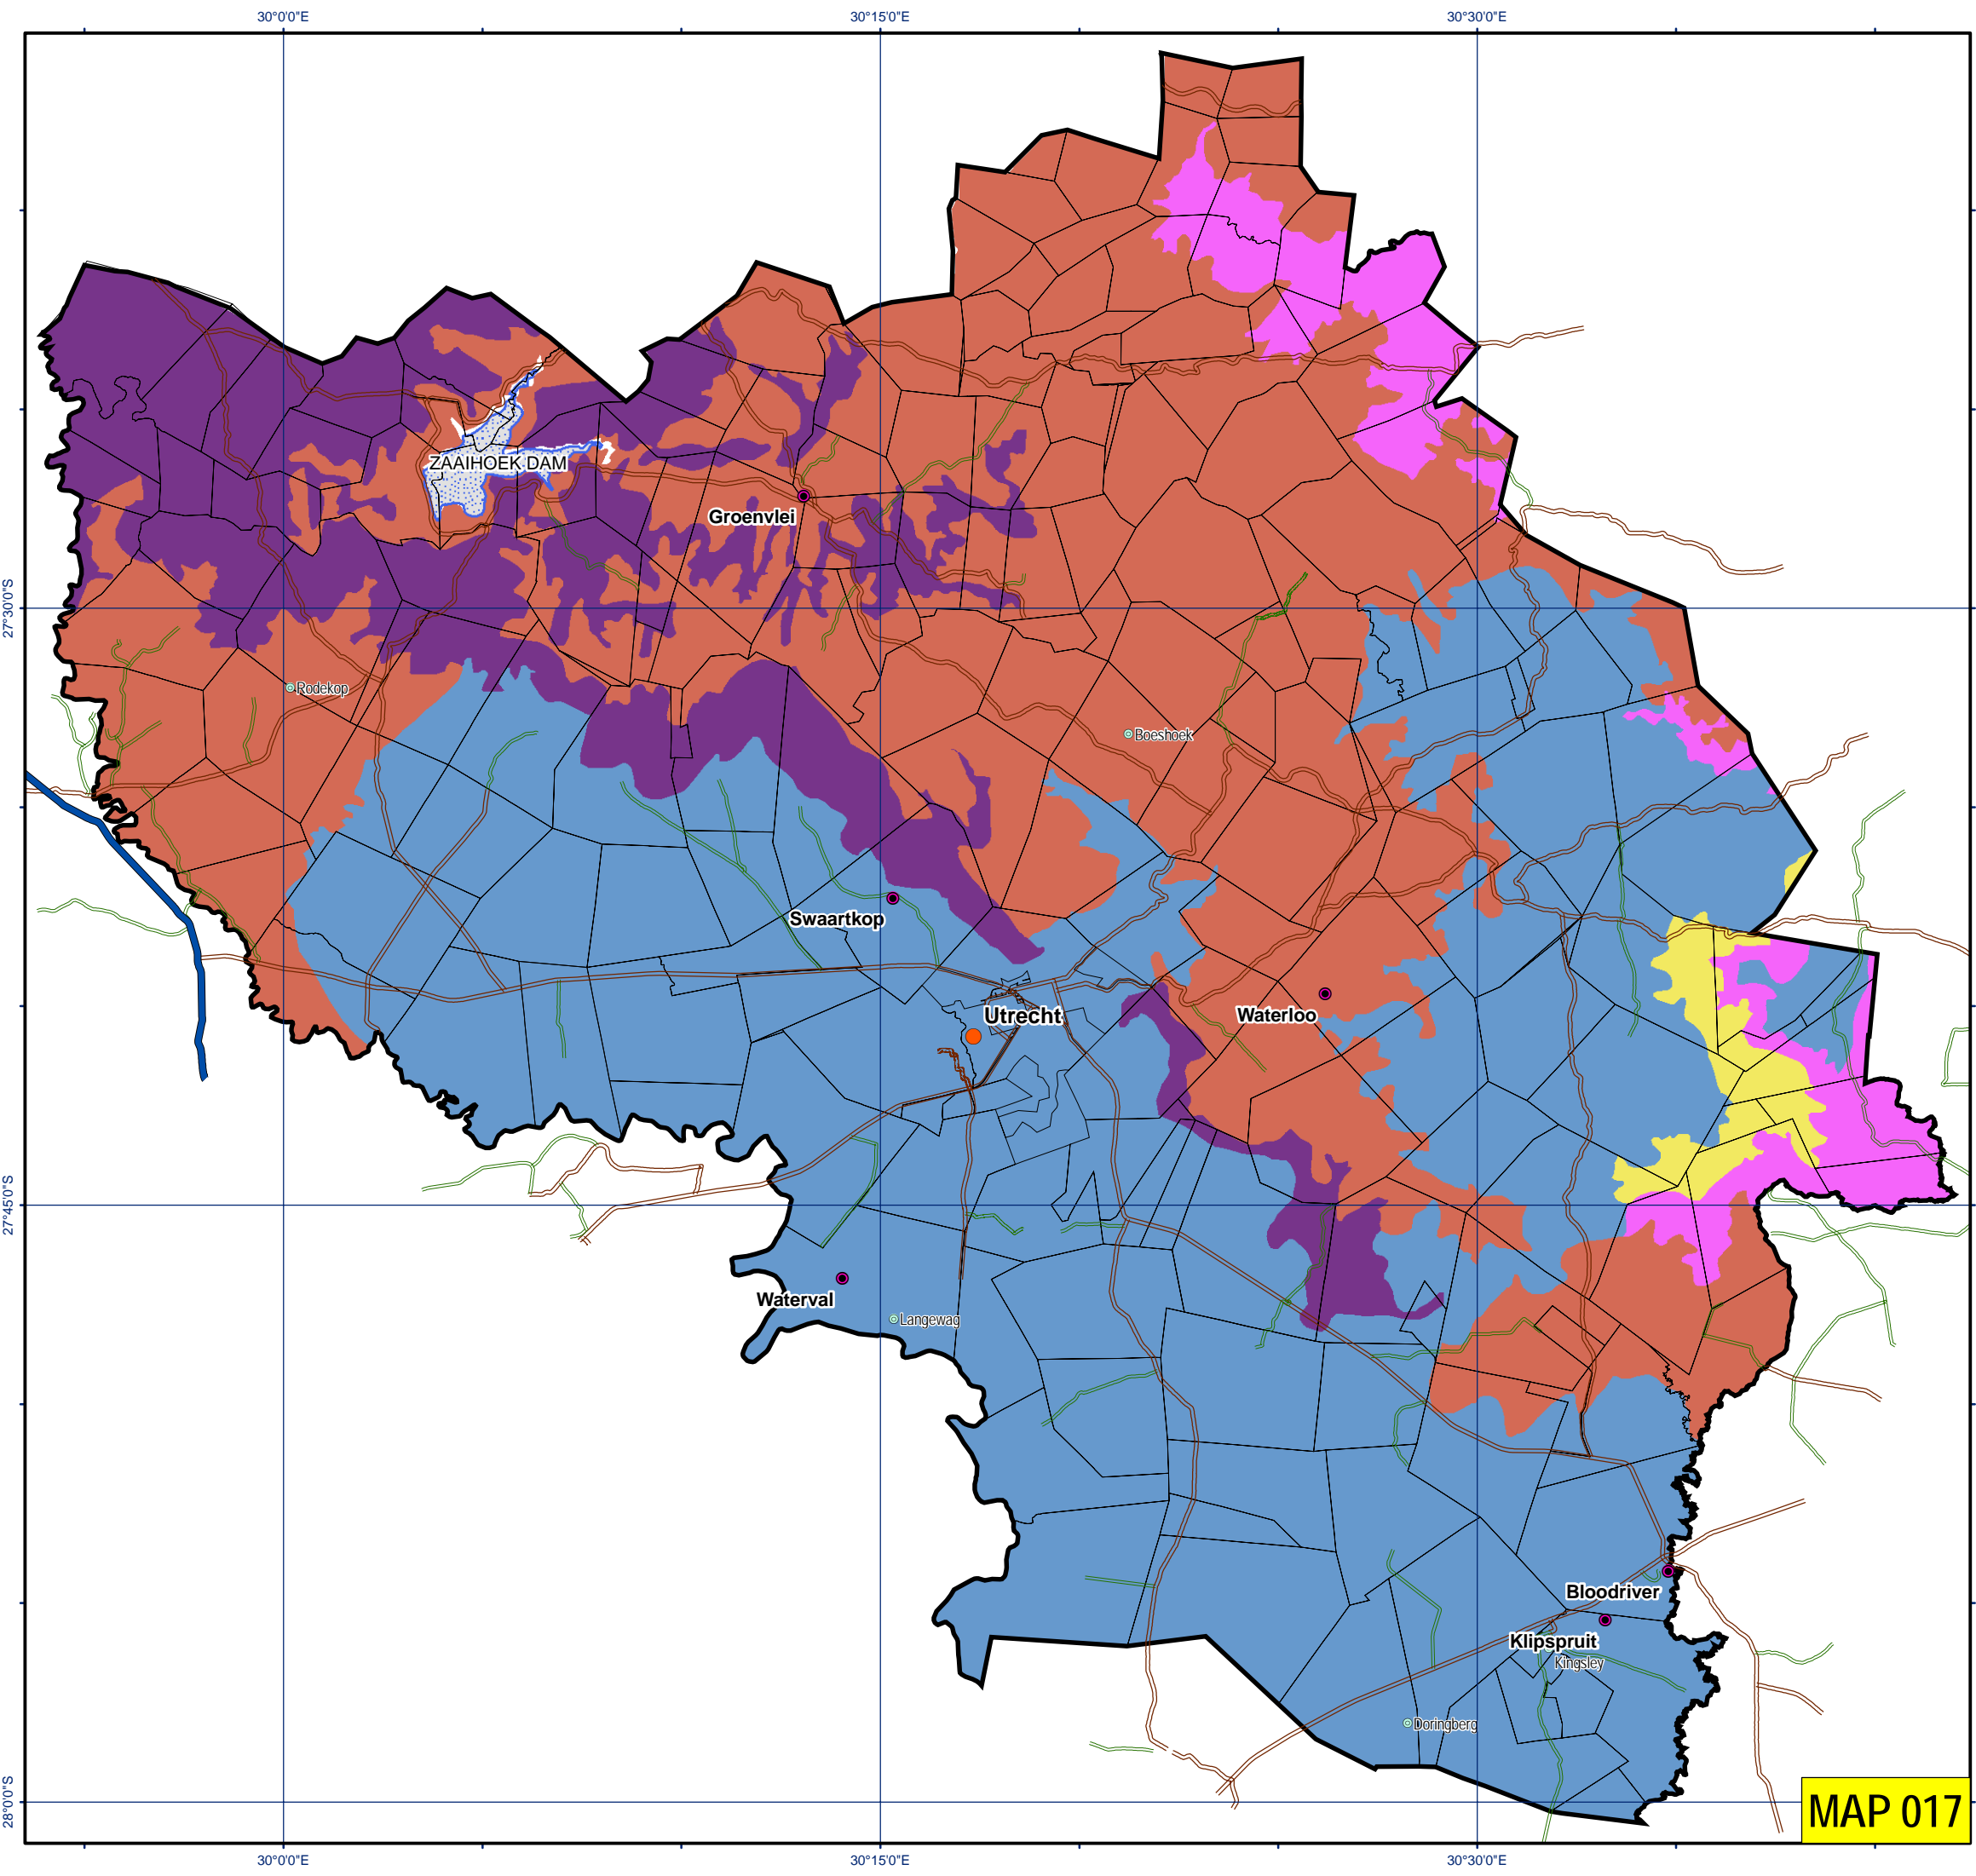 30°0'0"E
30°15'0"E
30°30'0"E
ZAAIHOEK DAM
Groenvlei
27°30'0"S
Rodekop
Boeshoek
Swaartkop
Utrecht
Waterloo
27°45'0"S
Waterval
Langewag
Bloodriver
Klipspruit
Kingsley
Doringberg
28°0'0"S
MAP 017
30°0'0"E
30°15'0"E
30°30'0"E